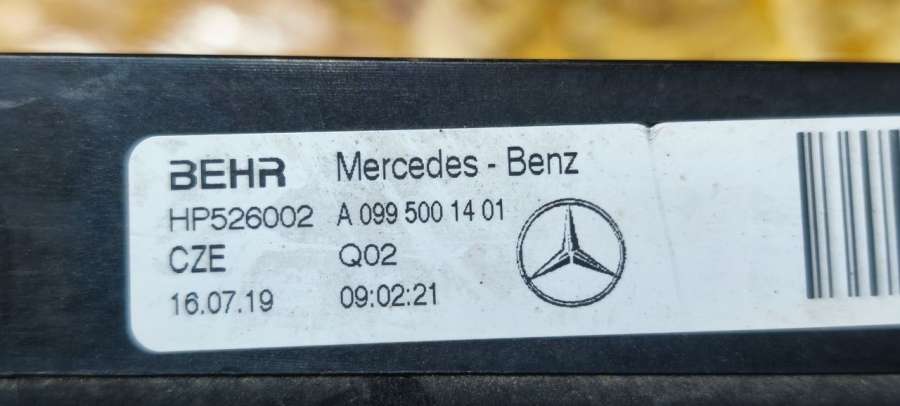 BEHR Mercedes - Benz
HP526002 A 099 500 14 01
CZE Q02
16.07.19 09:02:21